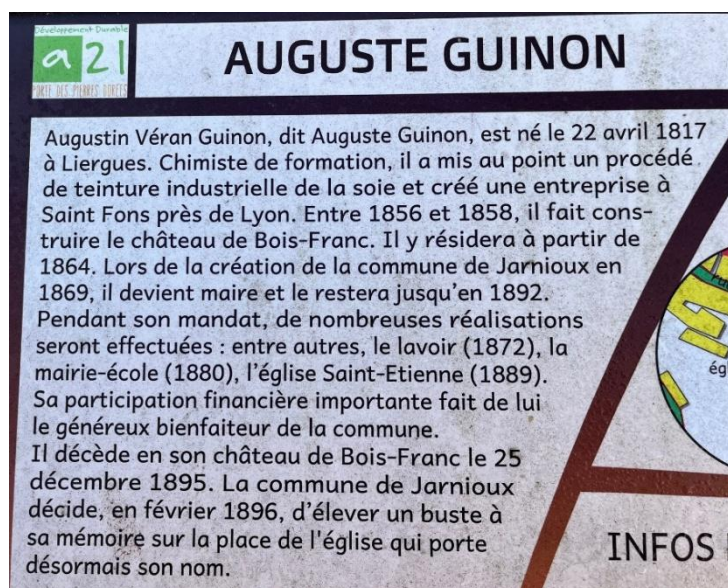 Développement Durable
a21
PORTE DES PIERRES DORÉES
AUGUSTE GUINON
Augustin Véran Guinon, dit Auguste Guinon, est né le 22 avril 1817
à Liergues. Chimiste de formation, il a mis au point un procédé
de teinture industrielle de la soie et créé une entreprise à
Saint Fons près de Lyon. Entre 1856 et 1858, il fait cons-
truire le château de Bois-Franc. Il y résidera à partir de
1864. Lors de la création de la commune de Jarnioux en
1869, il devient maire et le restera jusqu'en 1892.
Pendant son mandat, de nombreuses réalisations
seront effectuées : entre autres, le lavoir (1872), la
mairie-école (1880), l'église Saint-Etienne (1889).
Sa participation financière importante fait de lui
le généreux bienfaiteur de la commune.
Il décède en son château de Bois-Franc le 25
décembre 1895. La commune de Jarnioux
décide, en février 1896, d'élever un buste à
sa mémoire sur la place de l'église qui porte
désormais son nom.
ég
INFOS